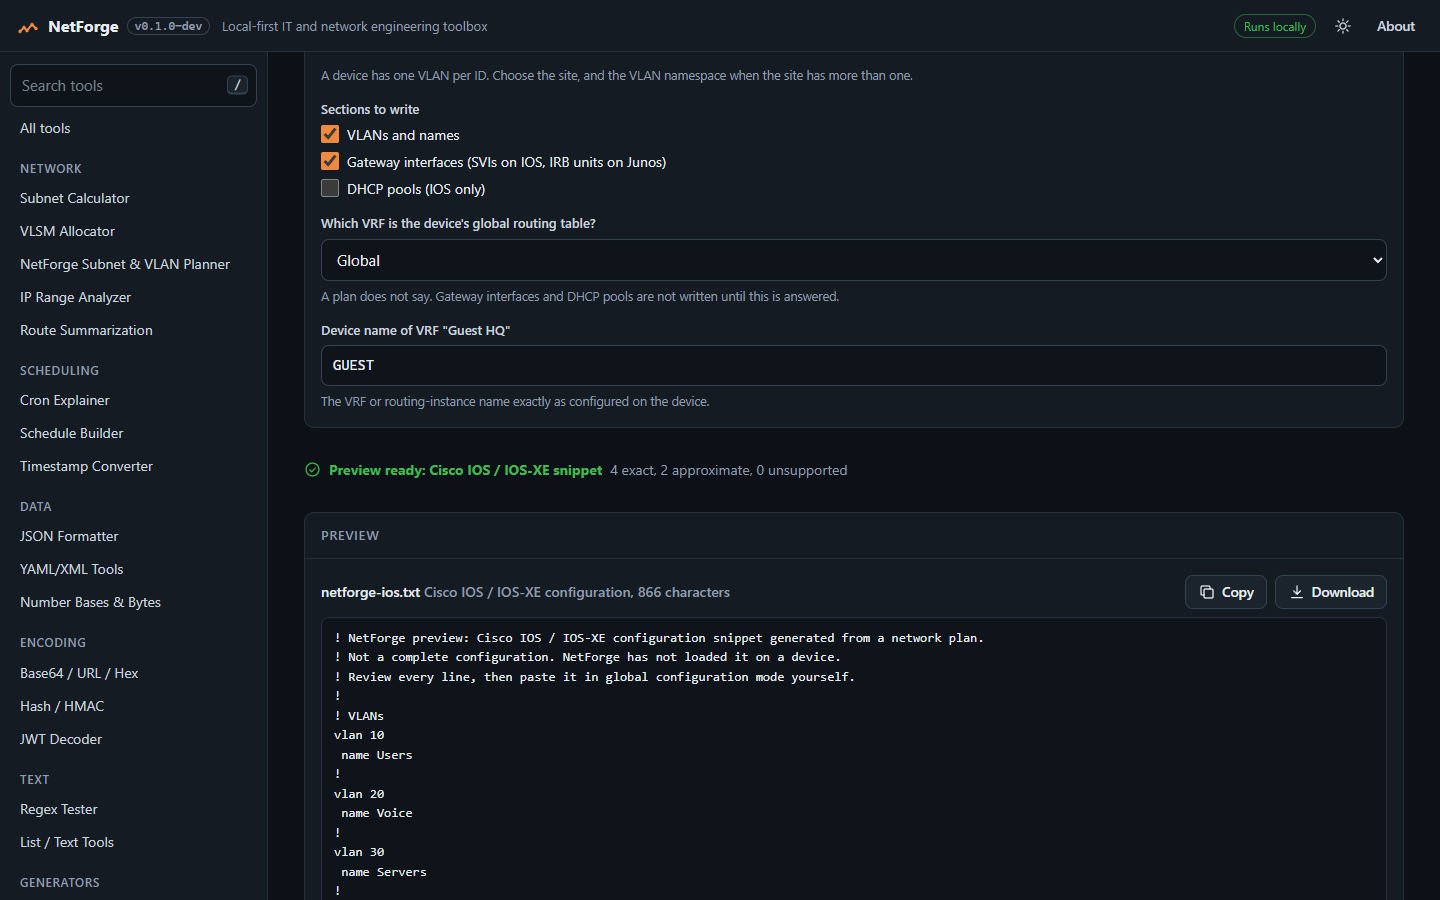 NetForge v0.1.0-dev Local-first IT and network engineering toolbox Runs locally About
Search tools /
All tools
NETWORK
Subnet Calculator
VLSM Allocator
NetForge Subnet & VLAN Planner
IP Range Analyzer
Route Summarization
SCHEDULING
Cron Explainer
Schedule Builder
Timestamp Converter
DATA
JSON Formatter
YAML/XML Tools
Number Bases & Bytes
ENCODING
Base64 / URL / Hex
Hash / HMAC
JWT Decoder
TEXT
Regex Tester
List / Text Tools
GENERATORS
A device has one VLAN per ID. Choose the site, and the VLAN namespace when the site has more than one.
Sections to write
VLANs and names
Gateway interfaces (SVIs on IOS, IRB units on Junos)
DHCP pools (IOS only)
Which VRF is the device's global routing table?
Global
A plan does not say. Gateway interfaces and DHCP pools are not written until this is answered.
Device name of VRF "Guest HQ"
GUEST
The VRF or routing-instance name exactly as configured on the device.
Preview ready: Cisco IOS / IOS-XE snippet 4 exact, 2 approximate, 0 unsupported
PREVIEW
netforge-ios.txt Cisco IOS / IOS-XE configuration, 866 characters
Copy Download
! NetForge preview: Cisco IOS / IOS-XE configuration snippet generated from a network plan.
! Not a complete configuration. NetForge has not loaded it on a device.
! Review every line, then paste it in global configuration mode yourself.
!
! VLANs
vlan 10
name Users
!
vlan 20
name Voice
!
vlan 30
name Servers
!